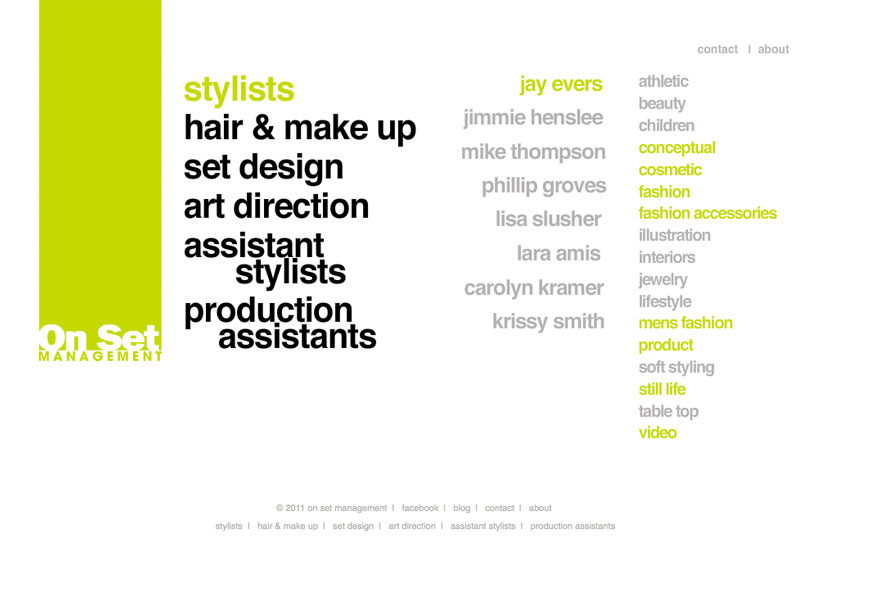 contact | about
On Set
MANAGEMENT
stylists
hair & make up
set design
art direction
assistant
stylists
production
assistants
jay evers
jimmie henslee
mike thompson
phillip groves
lisa slusher
lara amis
carolyn kramer
krissy smith
athletic
beauty
children
conceptual
cosmetic
fashion
fashion accessories
illustration
interiors
jewelry
lifestyle
mens fashion
product
soft styling
still life
table top
video
© 2011 on set management | facebook | blog | contact | about
stylists | hair & make up | set design | art direction | assistant stylists | production assistants